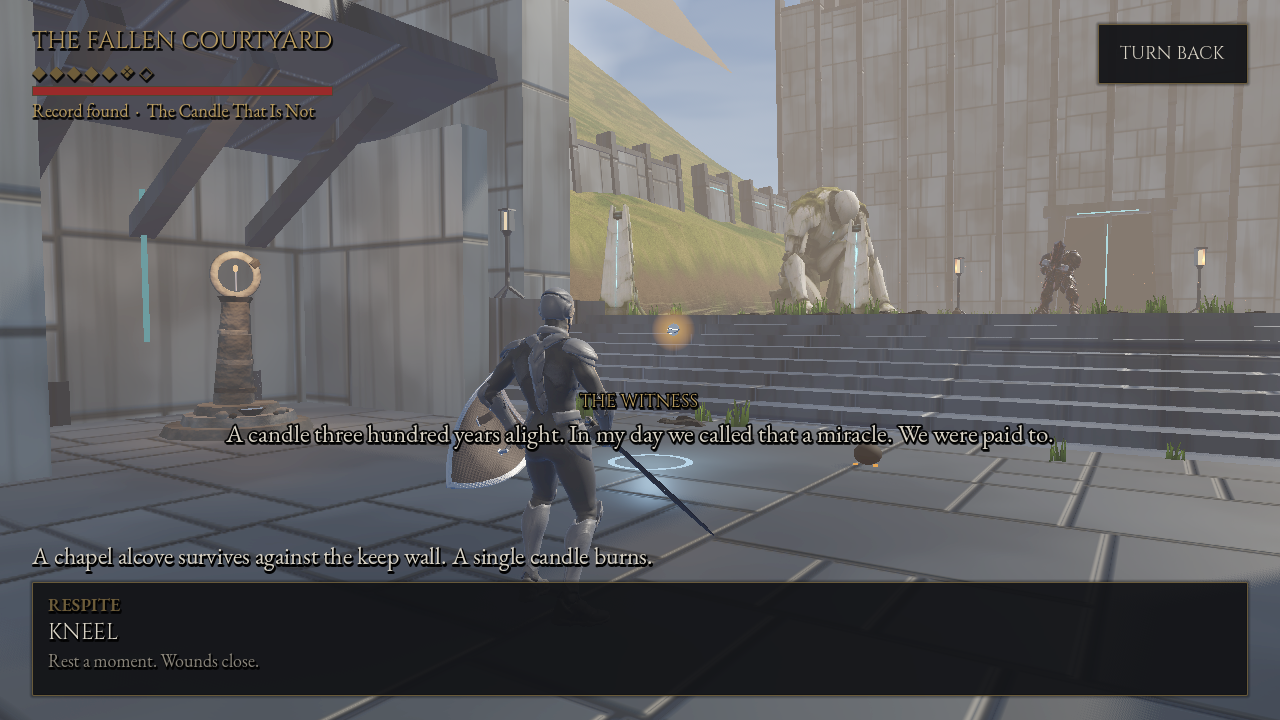 THE FALLEN COURTYARD
TURN BACK
Record found · The Candle That Is Not
THE WITNESS
A candle three hundred years alight. In my day we called that a miracle. We were paid to.
A chapel alcove survives against the keep wall. A single candle burns.
RESPITE
KNEEL
Rest a moment. Wounds close.